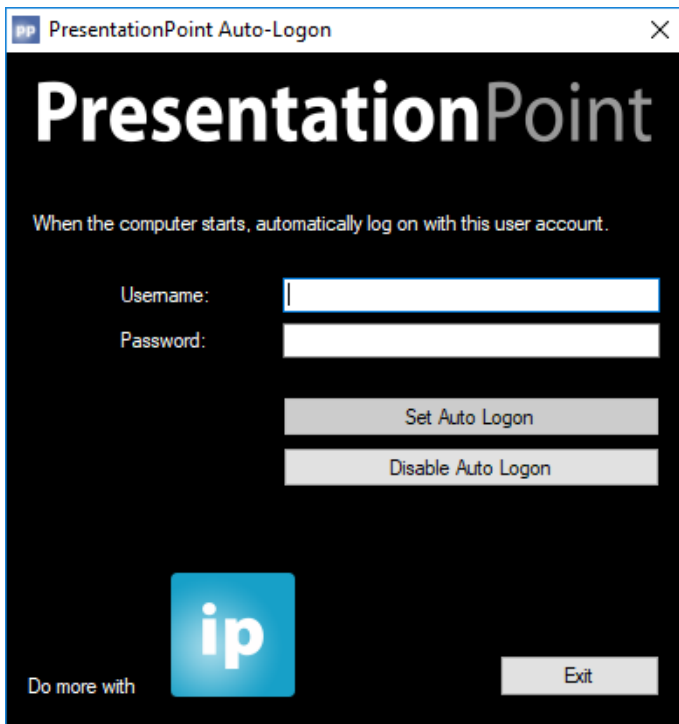 PP PresentationPoint Auto-Logon
PresentationPoint
When the computer starts, automatically log on with this user account.
Username:
Password:
Set Auto Logon
Disable Auto Logon
ip
Exit
Do more with